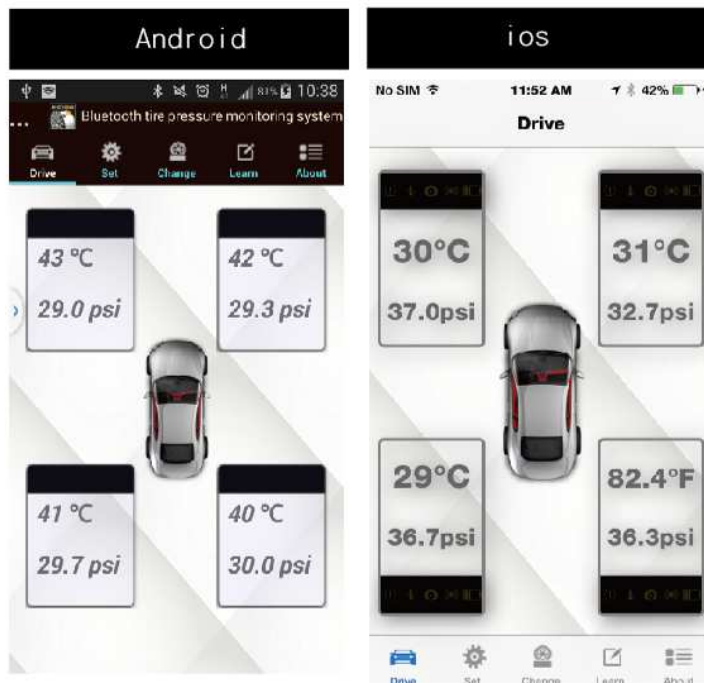 Android
81% 10:38
... Bluetooth tire pressure monitoring system
Drive Set Change Learn About
43 °C
29.0 psi
42 °C
29.3 psi
41 °C
29.7 psi
40 °C
30.0 psi
ios
No SIM 11:52 AM 42%
Drive
30°C
37.0psi
31°C
32.7psi
29°C
36.7psi
82.4°F
36.3psi
Drive Set Change Learn About